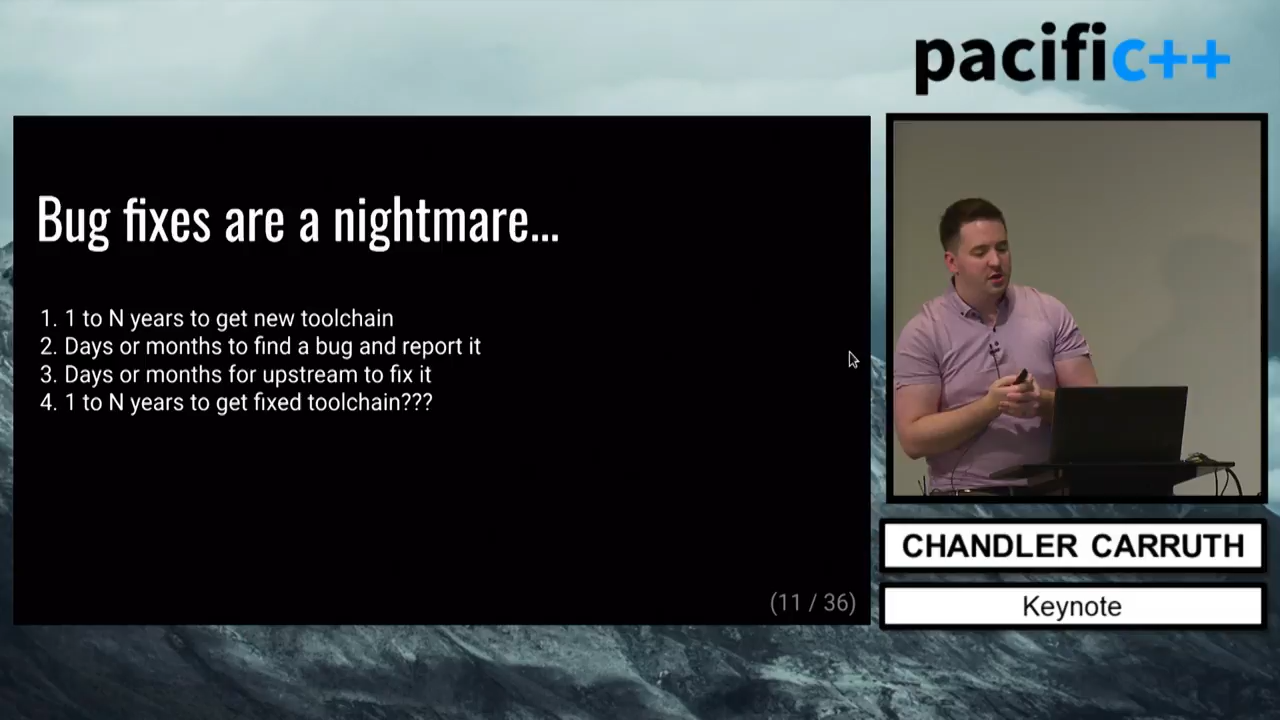 pacific++
Bug fixes are a nightmare...
1. 1 to N years to get new toolchain
2. Days or months to find a bug and report it
3. Days or months for upstream to fix it
4. 1 to N years to get fixed toolchain???
(11 / 36)
CHANDLER CARRUTH
Keynote